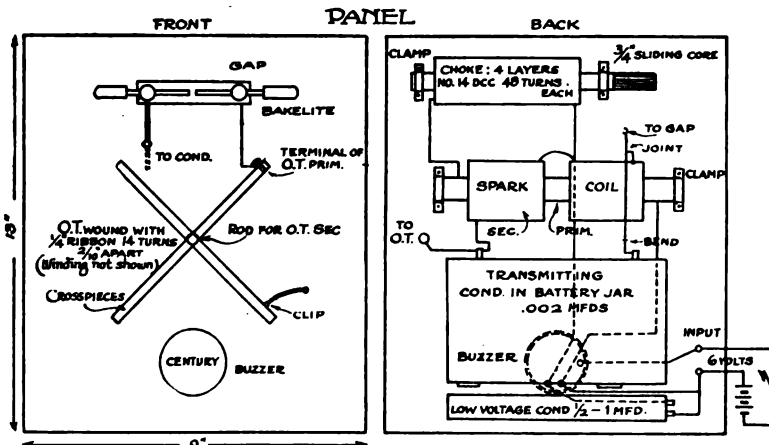 PANEL
FRONT
GAP
BAKELITE
TO COND.
TERMINAL OF
O.T. PRIM.
O.T. WOUND WITH
1/4" RIBBON 14 TURNS
2/10" APART
(Winding not shown)
ROD FOR O.T. SEC
CROSSPIECES
CLIP
CENTURY
BUZZER
13"
9"
BACK
CLAMP
CHOKE: 4 LAYERS
NO. 14 DCC 48 TURNS.
EACH
3/4" SLIDING CORE
TO GAP
JOINT
SPARK
COIL
CLAMP
SEC.
PRIM.
TO
O.T.
BEND
TRANSMITTING
COND. IN BATTERY JAR
.002 MFDS
BUZZER
INPUT
6 VOLTS
LOW VOLTAGE COND 1/2 - 1 MFD.